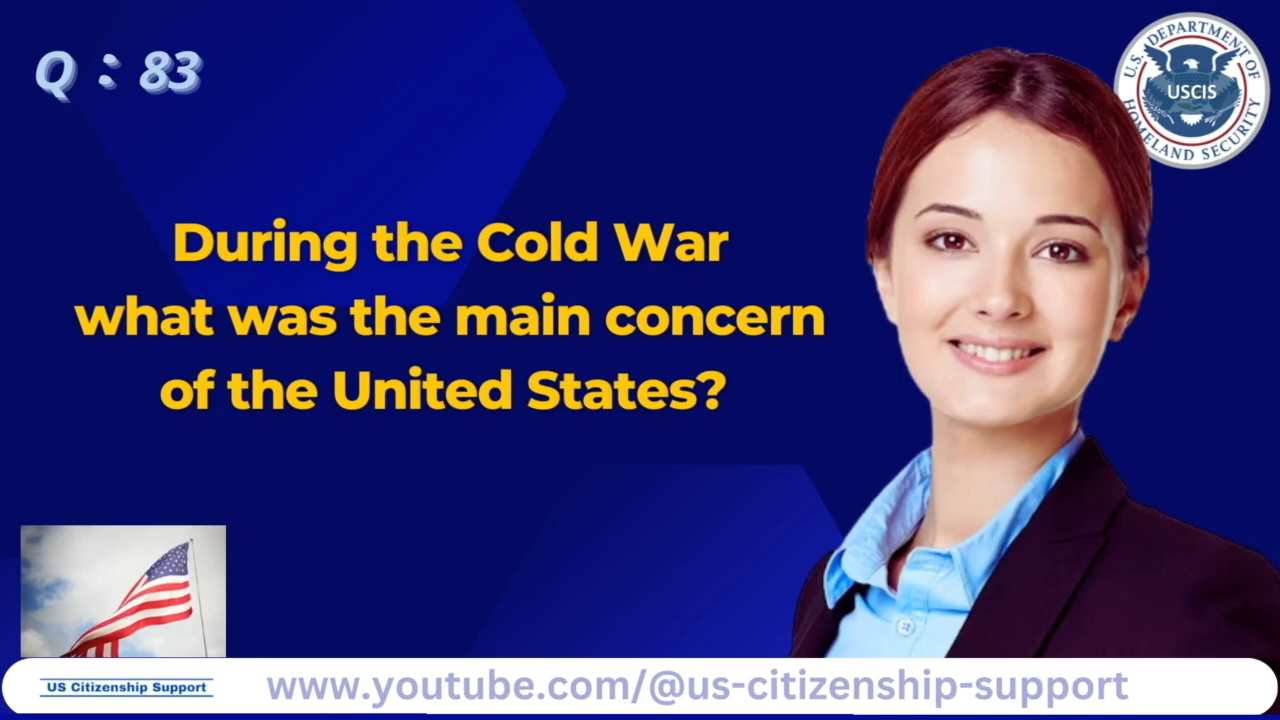 Q : 83
U.S. DEPARTMENT OF
USCIS
HOMELAND SECURITY
During the Cold War
what was the main concern
of the United States?
US Citizenship Support
www.youtube.com/@us-citizenship-support